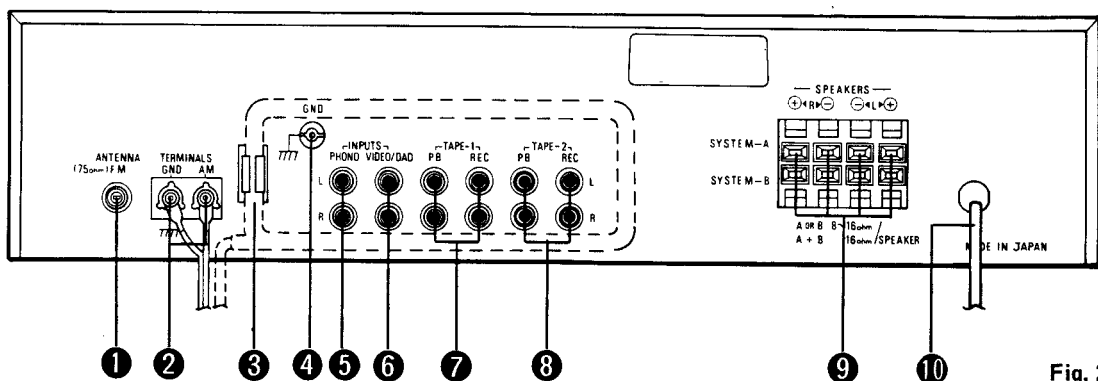 ANTENNA
(75ohm) FM
TERMINALS
GND AM
GND
INPUTS
PHONO VIDEO/DAD
TAPE-1
PB REC
TAPE-2
PB REC
L
R
L
R
SPEAKERS
+ R - - L +
SYSTEM-A
SYSTEM-B
A OR B 8~16ohm/SPEAKER
A + B 16ohm
MADE IN JAPAN
1 2 3 4 5 6 7 8 9 10